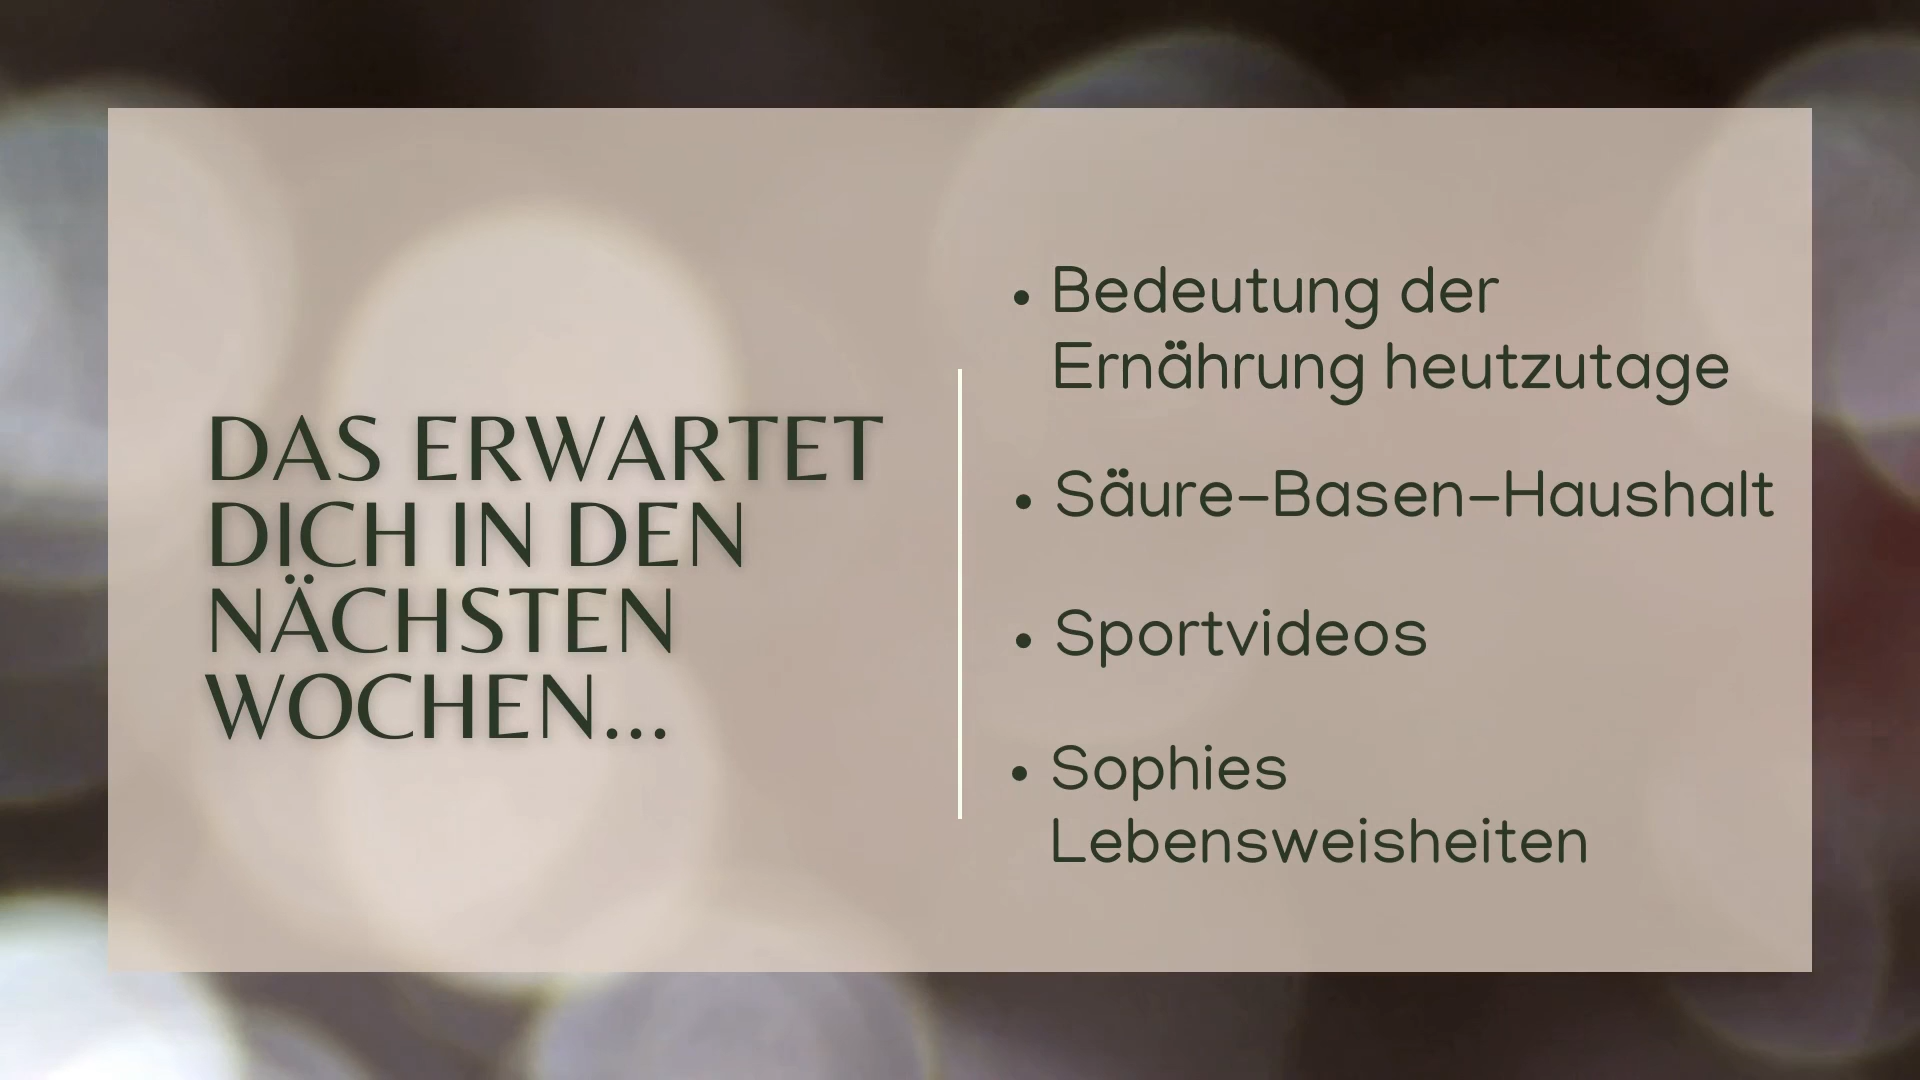 DAS ERWARTET
DICH IN DEN
NÄCHSTEN
WOCHEN...
• Bedeutung der
Ernährung heutzutage
• Säure-Basen-Haushalt
• Sportvideos
• Sophies
Lebensweisheiten